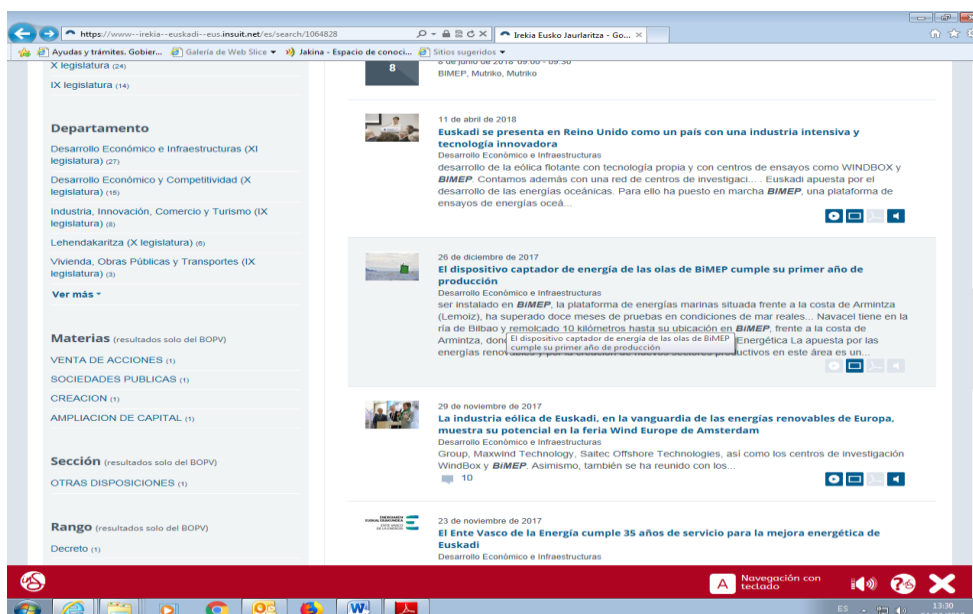 https://www--irekia--euskadi--eus.insuit.net/es/search/1064828
Irekia Eusko Jaurlaritza - Go...
Ayudas y trámites. Gobier...
Galería de Web Slice
Jakina - Espacio de conoci...
Sitios sugeridos
X legislatura (24)
IX legislatura (14)
Departamento
Desarrollo Económico e Infraestructuras (XI
legislatura) (27)
Desarrollo Económico y Competitividad (X
legislatura) (15)
Industria, Innovación, Comercio y Turismo (IX
legislatura) (8)
Lehendakaritza (X legislatura) (6)
Vivienda, Obras Públicas y Transportes (IX
legislatura) (3)
Ver más
Materias (resultados solo del BOPV)
VENTA DE ACCIONES (1)
SOCIEDADES PUBLICAS (1)
CREACION (1)
AMPLIACION DE CAPITAL (1)
Sección (resultados solo del BOPV)
OTRAS DISPOSICIONES (1)
Rango (resultados solo del BOPV)
Decreto (1)
8
8 de junio de 2018 09:00 - 09:30
BIMEP, Mutriko, Mutriko
11 de abril de 2018
Euskadi se presenta en Reino Unido como un país con una industria intensiva y
tecnología innovadora
Desarrollo Económico e Infraestructuras
desarrollo de la eólica flotante con tecnología propia y con centros de ensayos como WINDBOX y
BIMEP. Contamos además con una red de centros de investigaci... . Euskadi apuesta por el
desarrollo de las energías oceánicas. Para ello ha puesto en marcha BIMEP, una plataforma de
ensayos de energías oceá...
26 de diciembre de 2017
El dispositivo captador de energía de las olas de BiMEP cumple su primer año de
producción
Desarrollo Económico e Infraestructuras
ser instalado en BiMEP, la plataforma de energías marinas situada frente a la costa de Armintza
(Lemoiz), ha superado doce meses de pruebas en condiciones de mar reales... Navacel tiene en la
ría de Bilbao y remolcado 10 kilómetros hasta su ubicación en BiMEP, frente a la costa de
Armintza, Energética La apuesta por las
energías productivos en este área es un...
El dispositivo captador de energía de las olas de BiMEP
cumple su primer año de producción
29 de noviembre de 2017
La industria eólica de Euskadi, en la vanguardia de las energías renovables de Europa,
muestra su potencial en la feria Wind Europe de Amsterdam
Desarrollo Económico e Infraestructuras
Group, Maxwind Technology, Saitec Offshore Technologies, así como los centros de investigación
WindBox y BiMEP. Asimismo, también se ha reunido con los...
10
23 de noviembre de 2017
El Ente Vasco de la Energía cumple 35 años de servicio para la mejora energética de
Euskadi
Desarrollo Económico e Infraestructuras
A Navegación con
teclado
ES
13:30